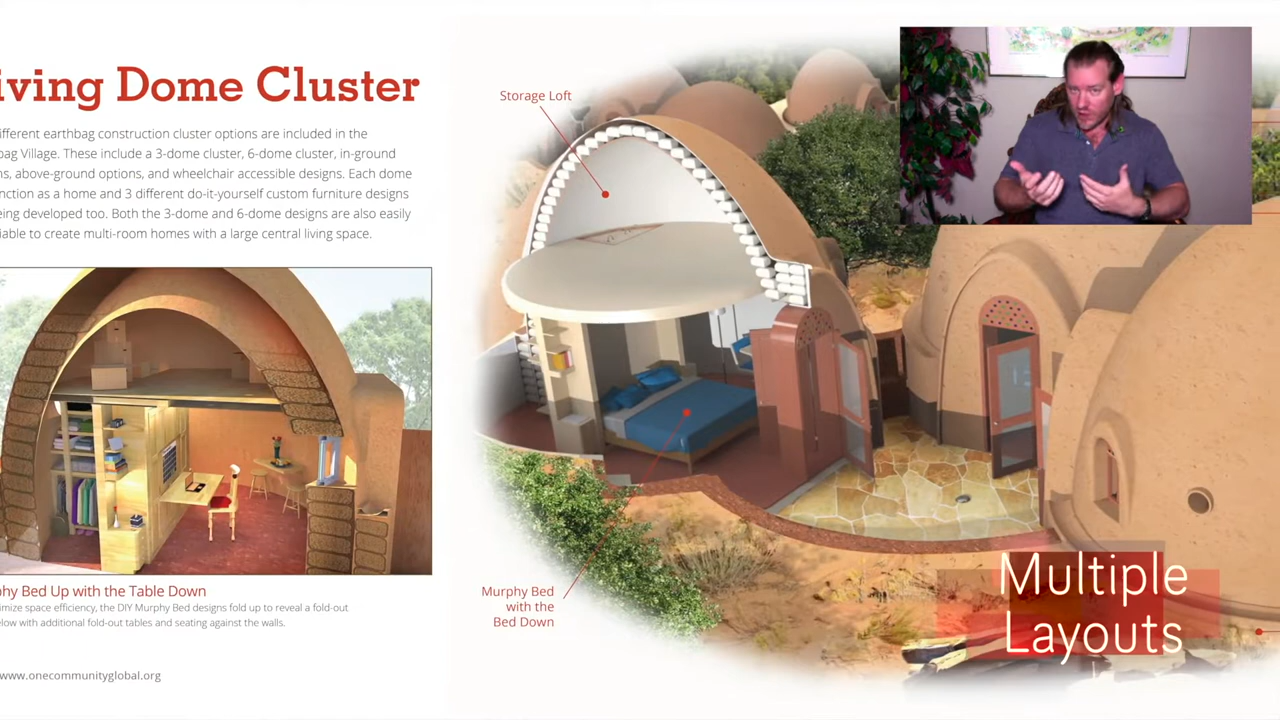 iving Dome Cluster
ifferent earthbag construction cluster options are included in the
bag Village. These include a 3-dome cluster, 6-dome cluster, in-ground
ns, above-ground options, and wheelchair accessible designs. Each dome
nction as a home and 3 different do-it-yourself custom furniture designs
eing developed too. Both the 3-dome and 6-dome designs are also easily
iable to create multi-room homes with a large central living space.
phy Bed Up with the Table Down
imize space efficiency, the DIY Murphy Bed designs fold up to reveal a fold-out
elow with additional fold-out tables and seating against the walls.
www.onecommunityglobal.org
Storage Loft
Murphy Bed
with the
Bed Down
Multiple
Layouts